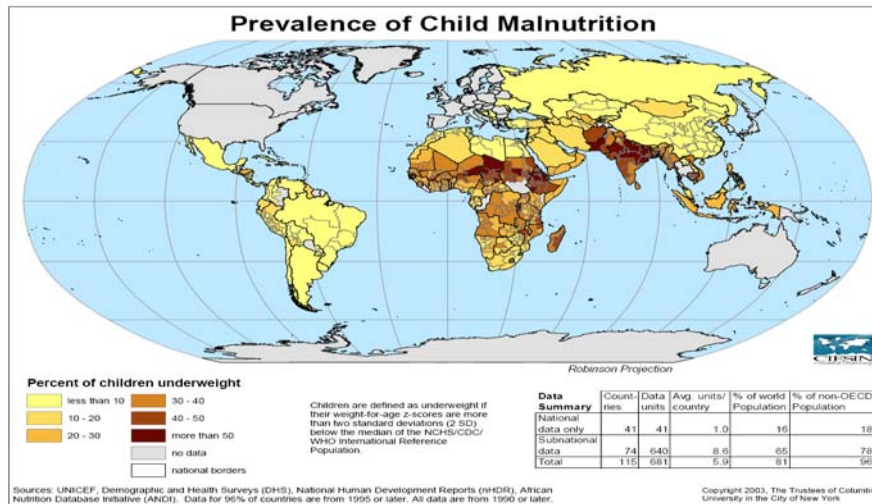 Prevalence of Child Malnutrition
CIESIN
Robinson Projection
Percent of children underweight
less than 10
10 - 20
20 - 30
30 - 40
40 - 50
more than 50
no data
national borders
Children are defined as underweight if
their weight-for-age z-scores are more
than two standard deviations (2 SD)
below the median of the NCHS/CDC/
WHO International Reference
Population.
Data Summary Count-ries Data units Avg. units/ country % of world Population % of non-OECD Population
National data only 41 41 1.0 16 18
Subnational data 74 640 8.6 65 78
Total 115 681 5.9 81 96
Sources: UNICEF, Demographic and Health Surveys (DHS), National Human Development Reports (nHDR), African
Nutrition Database Initiative (ANDI). Data for 96% of countries are from 1995 or later. All data are from 1990 or later.
Copyright 2003, The Trustees of Columbi
University in the City of New York